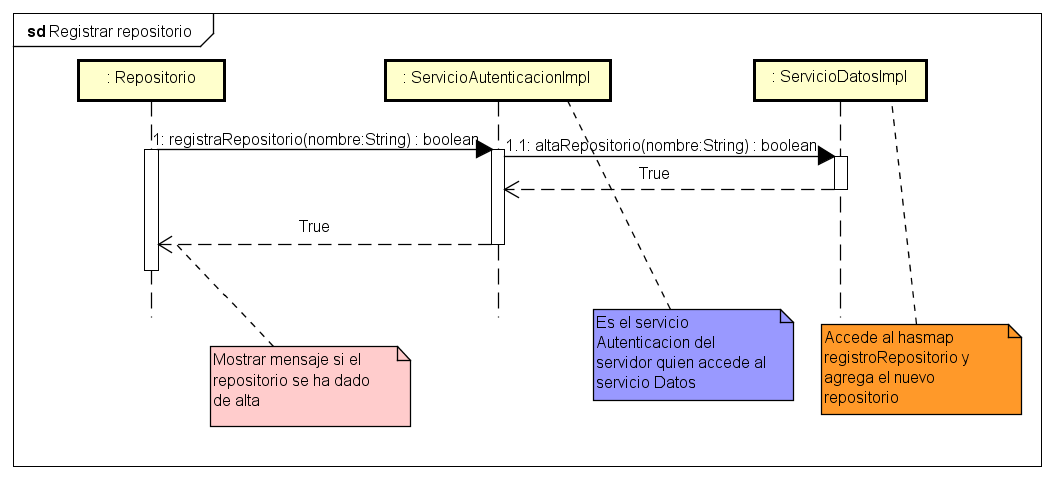 sd Registrar repositorio
: Repositorio
: ServicioAutenticacionImpl
: ServicioDatosImpl
1: registraRepositorio(nombre:String) : boolean
1.1: altaRepositorio(nombre:String) : boolean
True
True
Mostrar mensaje si el
repositorio se ha dado
de alta
Es el servicio
Autenticacion del
servidor quien accede al
servicio Datos
Accede al hasmap
registroRepositorio y
agrega el nuevo
repositorio